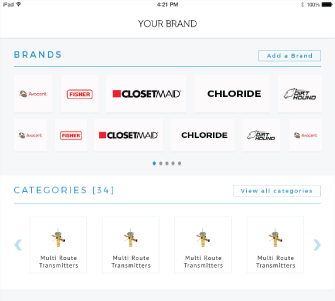 iPad
4:21 PM
100%
YOUR BRAND
BRANDS
Add a Brand
Avocent
FISHER
CLOSETMAID
CHLORIDE
DIRT HOUND
Avocent
FISHER
CLOSETMAID
CHLORIDE
DIRT HOUND
Avocent
CATEGORIES [34]
View all categories
Multi Route
Transmitters
Multi Route
Transmitters
Multi Route
Transmitters
Multi Route
Transmitters